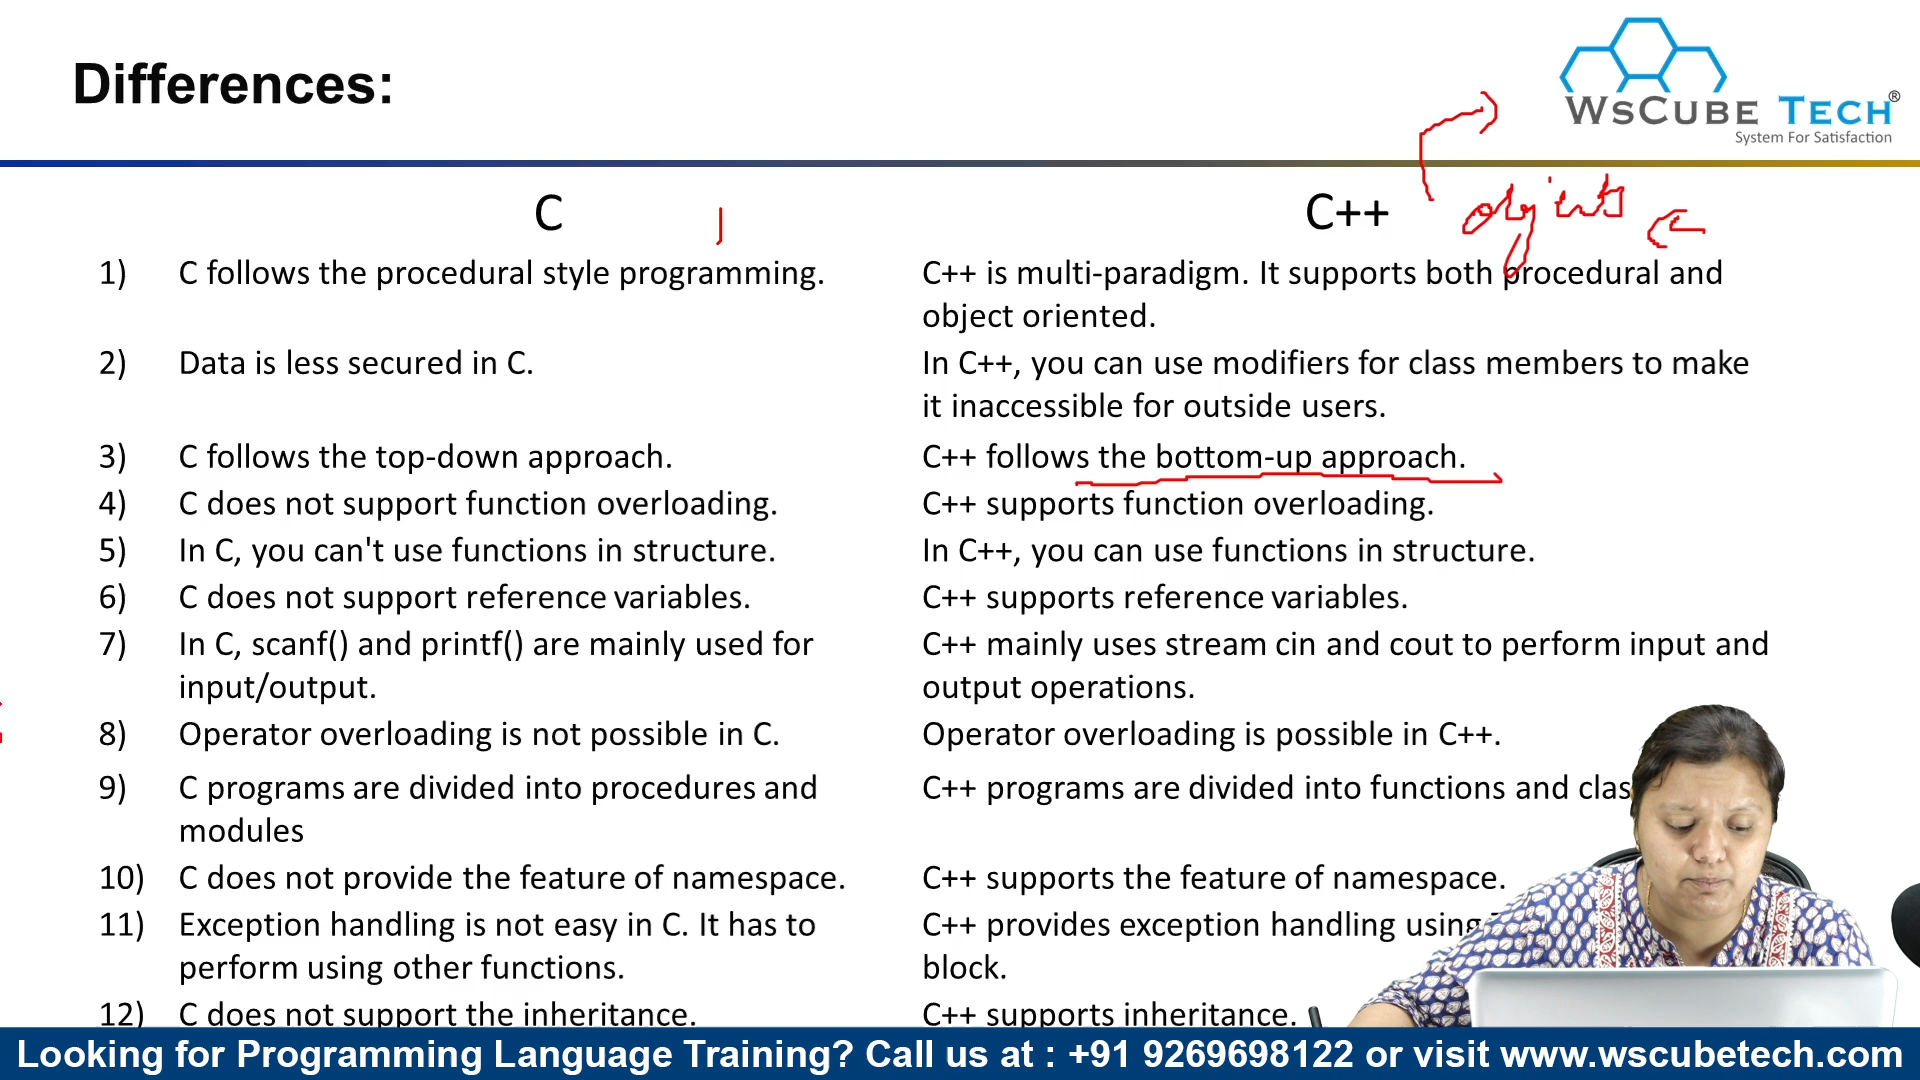 Differences:
WSCUBE TECH®
System For Satisfaction
objects
C C++
1) C follows the procedural style programming. C++ is multi-paradigm. It supports both procedural and
object oriented.
2) Data is less secured in C. In C++, you can use modifiers for class members to make
it inaccessible for outside users.
3) C follows the top-down approach. C++ follows the bottom-up approach.
4) C does not support function overloading. C++ supports function overloading.
5) In C, you can't use functions in structure. In C++, you can use functions in structure.
6) C does not support reference variables. C++ supports reference variables.
7) In C, scanf() and printf() are mainly used for C++ mainly uses stream cin and cout to perform input and
input/output. output operations.
8) Operator overloading is not possible in C. Operator overloading is possible in C++.
9) C programs are divided into procedures and C++ programs are divided into functions and clas
modules
10) C does not provide the feature of namespace. C++ supports the feature of namespace.
11) Exception handling is not easy in C. It has to C++ provides exception handling using
perform using other functions. block.
12) C does not support the inheritance. C++ supports inheritance.
Looking for Programming Language Training? Call us at : +91 9269698122 or visit www.wscubetech.com